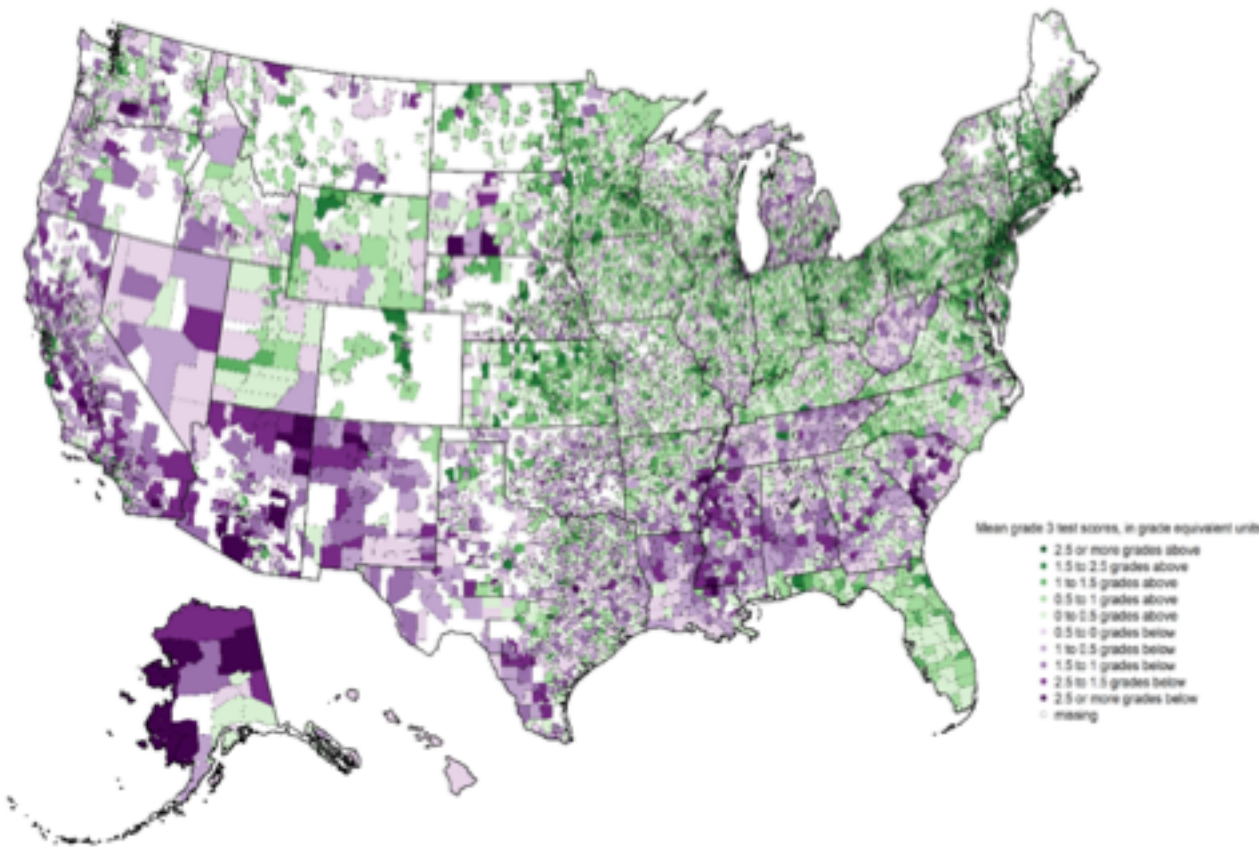 Mean grade 3 test scores, in grade equivalent units
2.5 or more grades above
1.5 to 2.5 grades above
1 to 1.5 grades above
0.5 to 1 grades above
0 to 0.5 grades above
0.5 to 0 grades below
1 to 0.5 grades below
1.5 to 1 grades below
2.5 to 1.5 grades below
2.5 or more grades below
missing